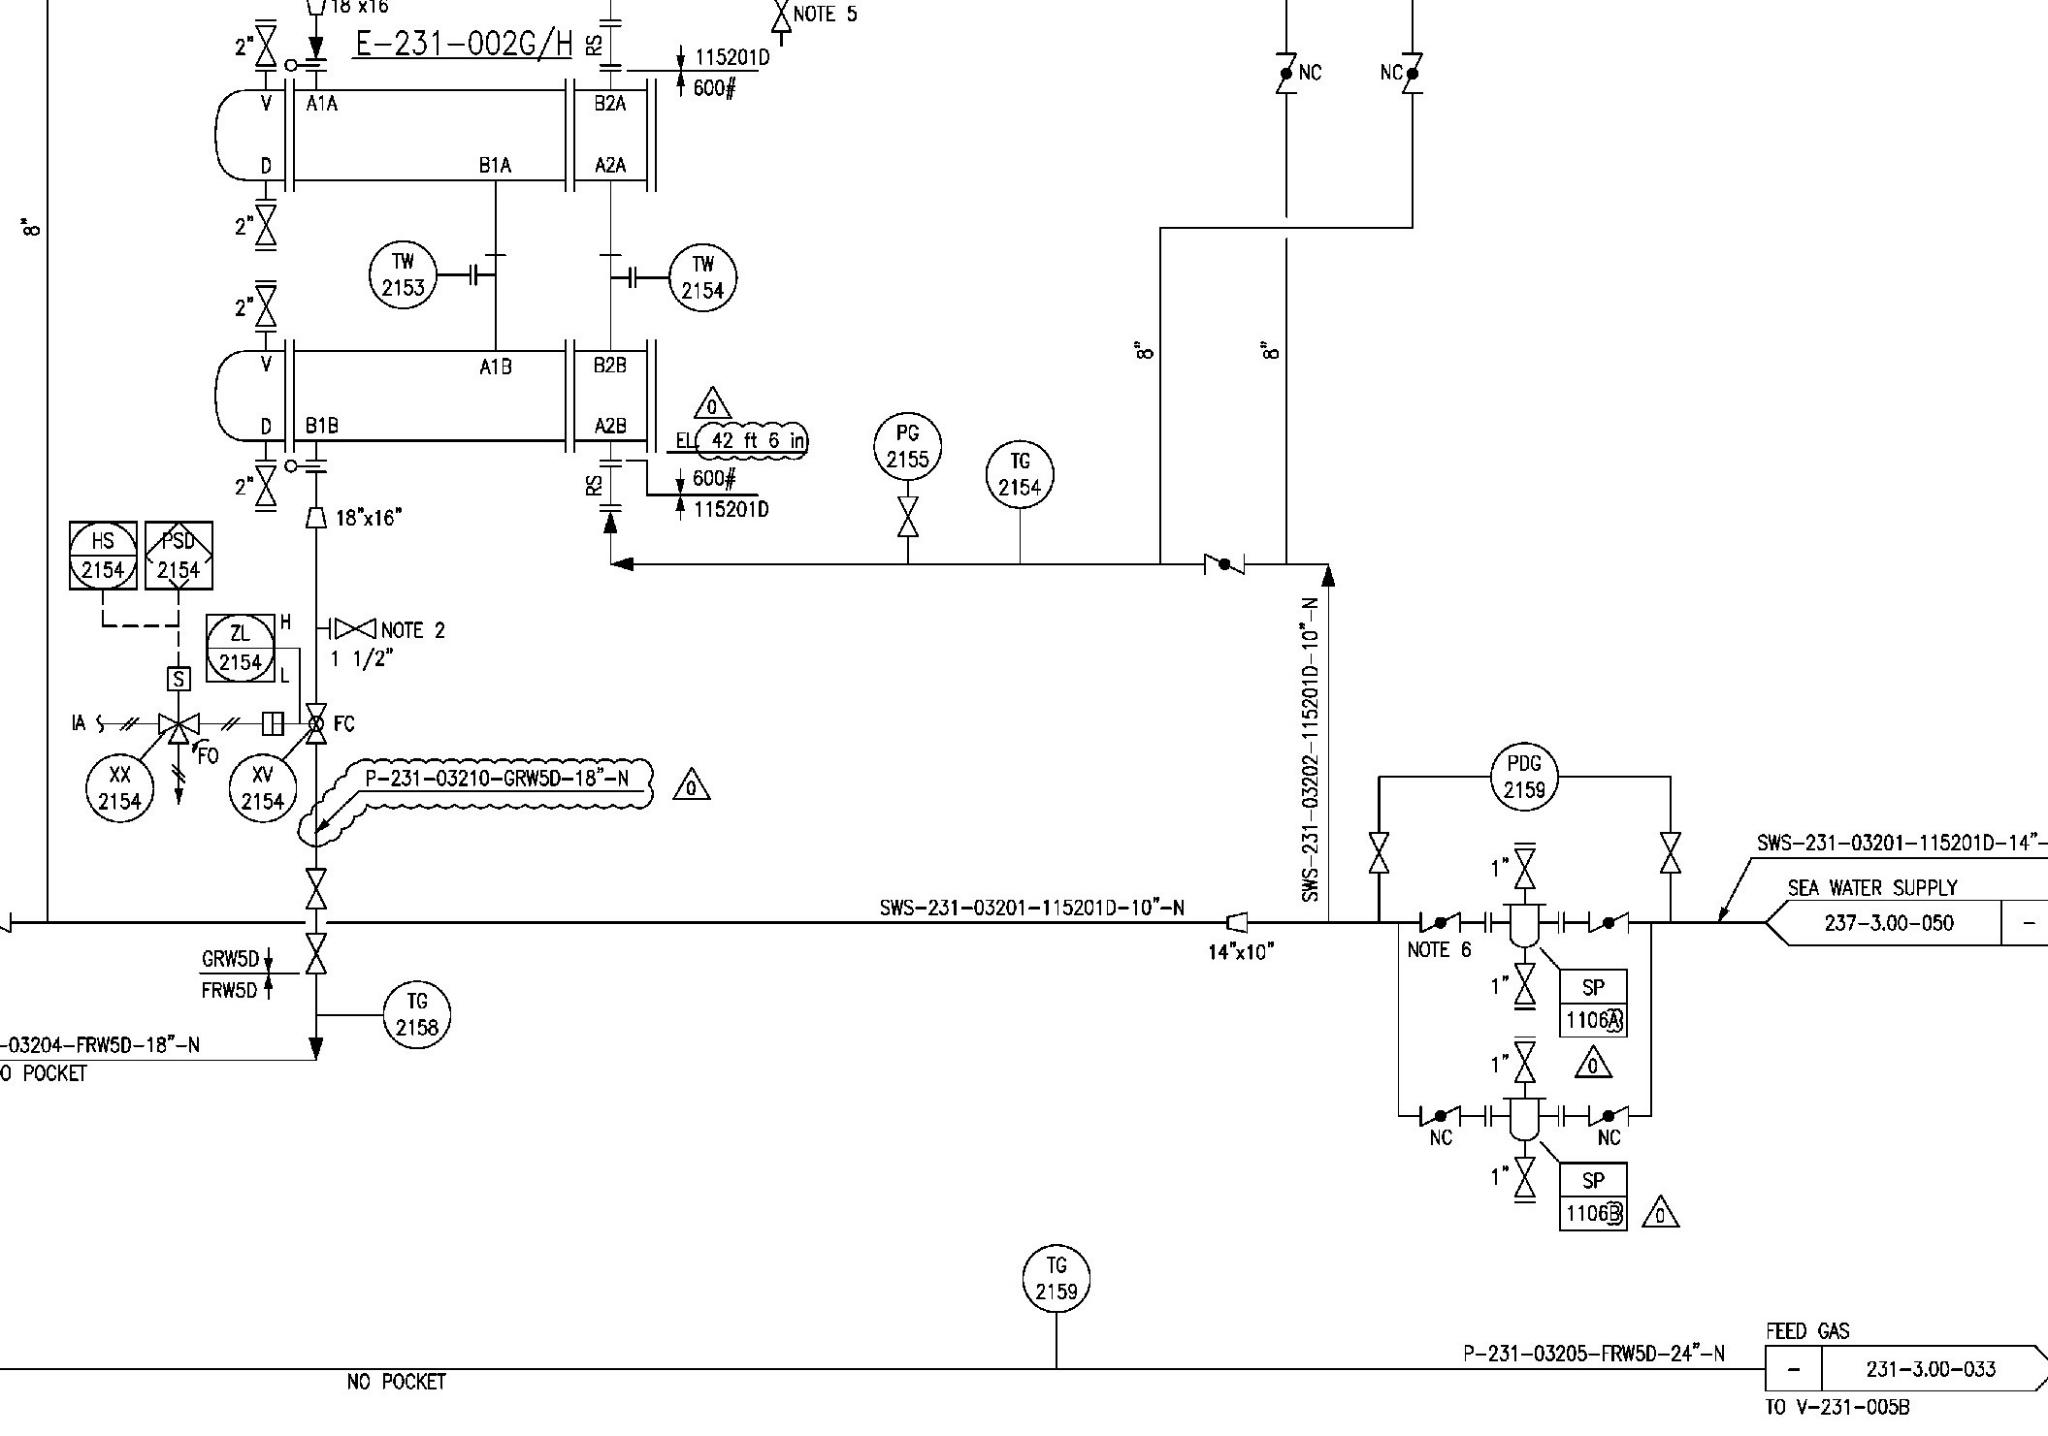 18"x16"
NOTE 5
2"
E-231-002G/H
RS
115201D
600#
NC
NC
V
A1A
B2A
D
B1A
A2A
2"
8"
TW
2153
TW
2154
2"
8"
8"
V
A1B
B2B
0
D
B1B
A2B
EL 42 ft 6 in
PG
2155
TG
2154
2"
RS
600#
115201D
18"x16"
HS
2154
PSD
2154
ZL
2154
H
L
NOTE 2
1 1/2"
S
IA
FC
FO
XX
2154
XV
2154
P-231-03210-GRW5D-18"-N
0
SWS-231-03202-115201D-10"-N
PDG
2159
SWS-231-03201-115201D-14"-
1"
SEA WATER SUPPLY
237-3.00-050
-
SWS-231-03201-115201D-10"-N
14"x10"
NOTE 6
GRW5D
FRW5D
1"
SP
1106A
TG
2158
-03204-FRW5D-18"-N
O POCKET
1"
0
NC
NC
1"
SP
1106B
0
TG
2159
FEED GAS
P-231-03205-FRW5D-24"-N
-
231-3.00-033
NO POCKET
TO V-231-005B